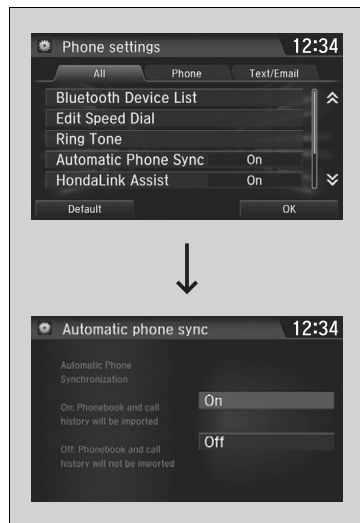 Phone settings 12:34
All Phone Text/Email
Bluetooth Device List
Edit Speed Dial
Ring Tone
Automatic Phone Sync On
HondaLink Assist On
Default OK
Automatic phone sync 12:34
Automatic Phone
Synchronization
On: Phonebook and call
history will be imported
Off: Phonebook and call
history will not be imported
On
Off